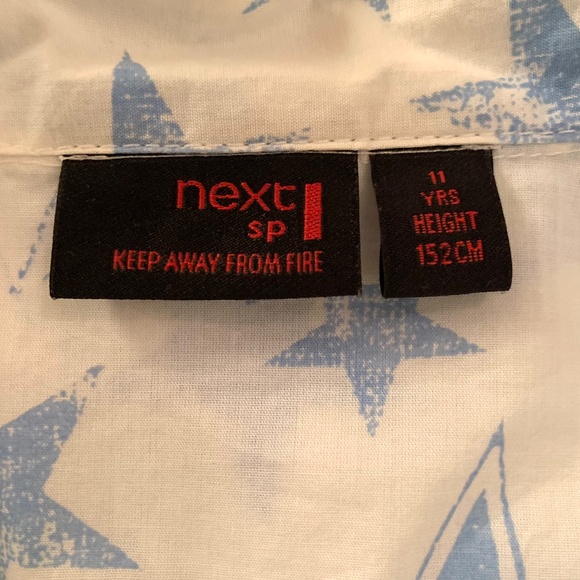 next
sp
KEEP AWAY FROM FIRE
11
YRS
HEIGHT
152CM